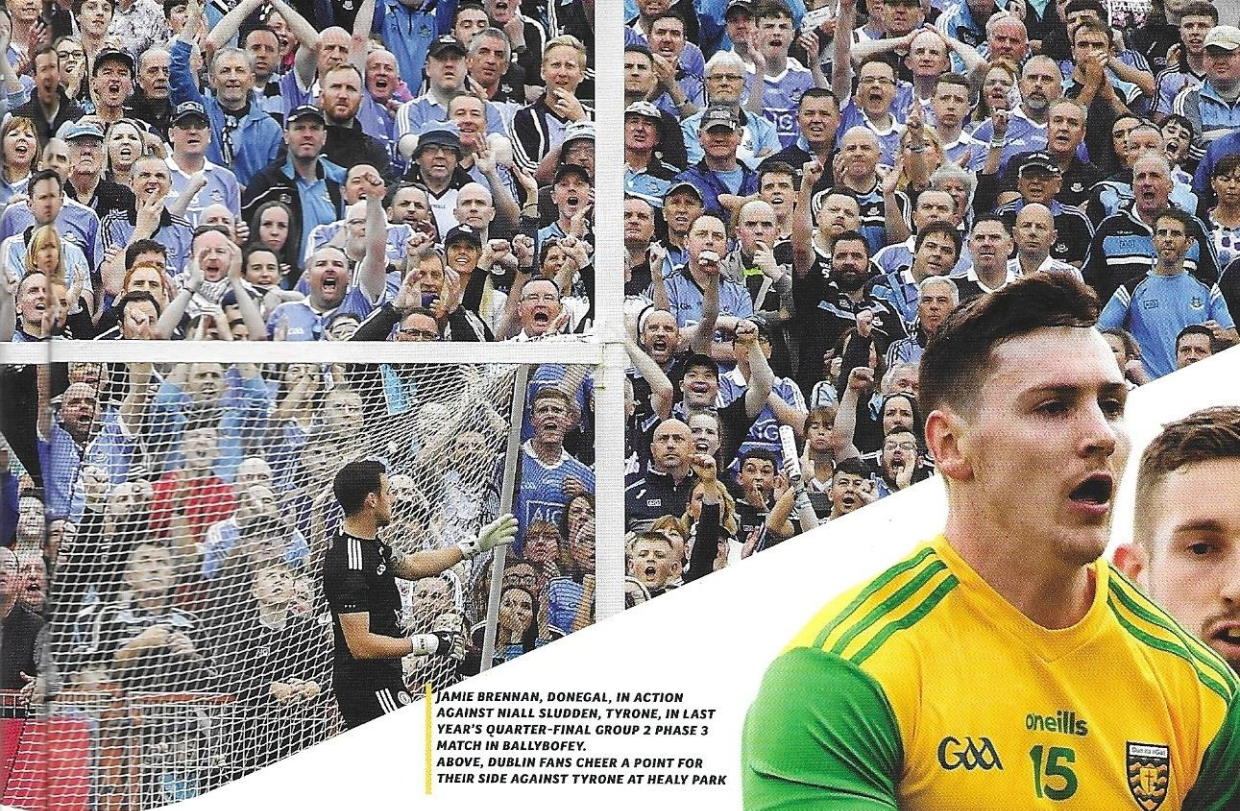 AIG
AIG
AIG
JAMIE BRENNAN, DONEGAL, IN ACTION
AGAINST NIALL SLUDDEN, TYRONE, IN LAST
YEAR'S QUARTER-FINAL GROUP 2 PHASE 3
MATCH IN BALLYBOFEY.
ABOVE, DUBLIN FANS CHEER A POINT FOR
THEIR SIDE AGAINST TYRONE AT HEALY PARK
oneills
GAA
15